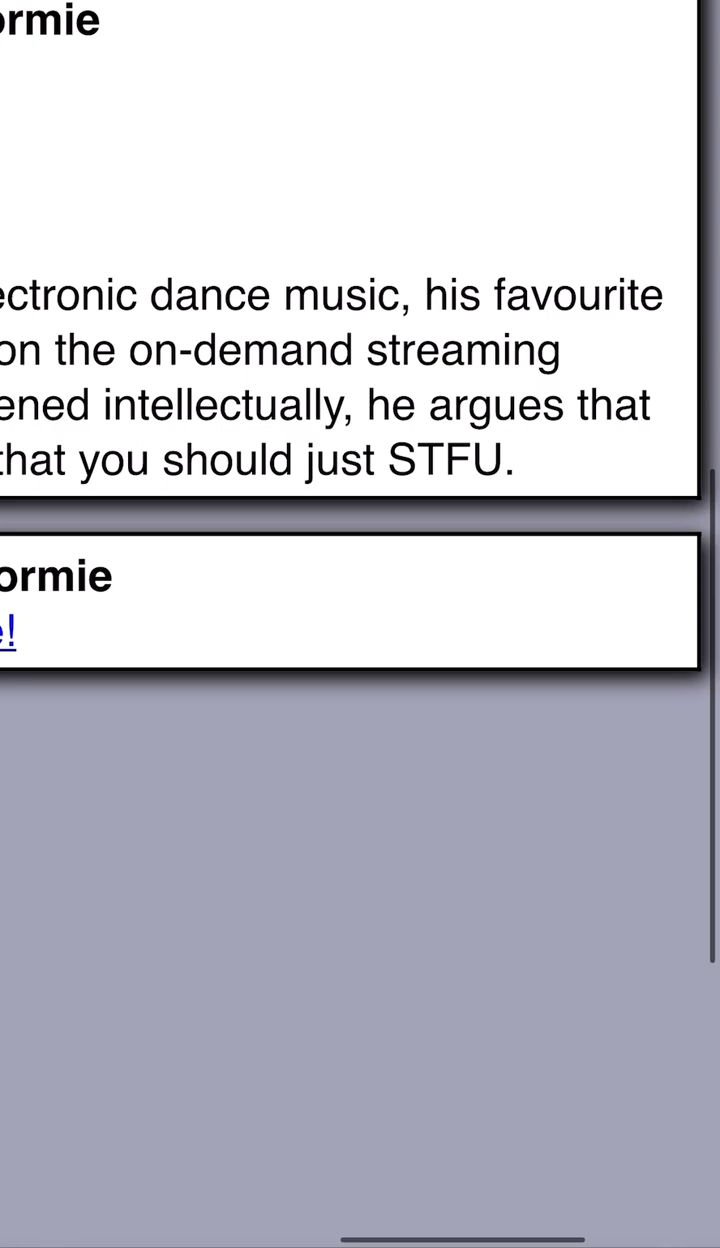 ormie
ectronic dance music, his favourite
on the on-demand streaming
ened intellectually, he argues that
that you should just STFU.
ormie
e!